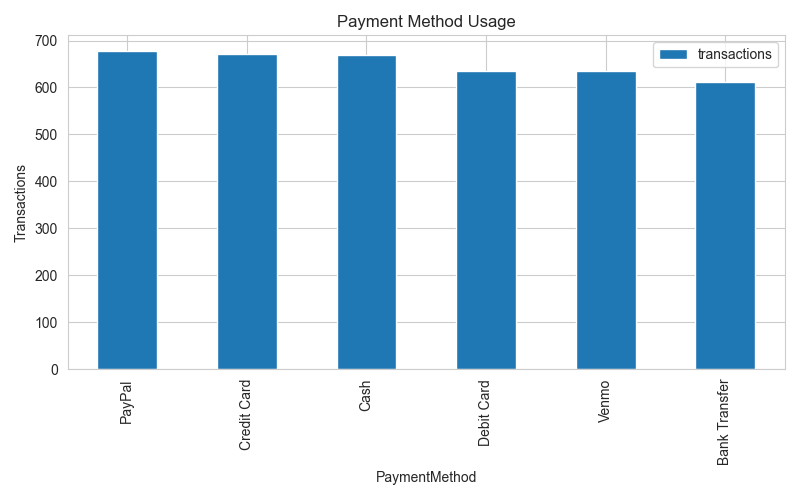 Payment Method Usage
transactions
Transactions
700
600
500
400
300
200
100
0
PayPal
Credit Card
Cash
Debit Card
Venmo
Bank Transfer
PaymentMethod